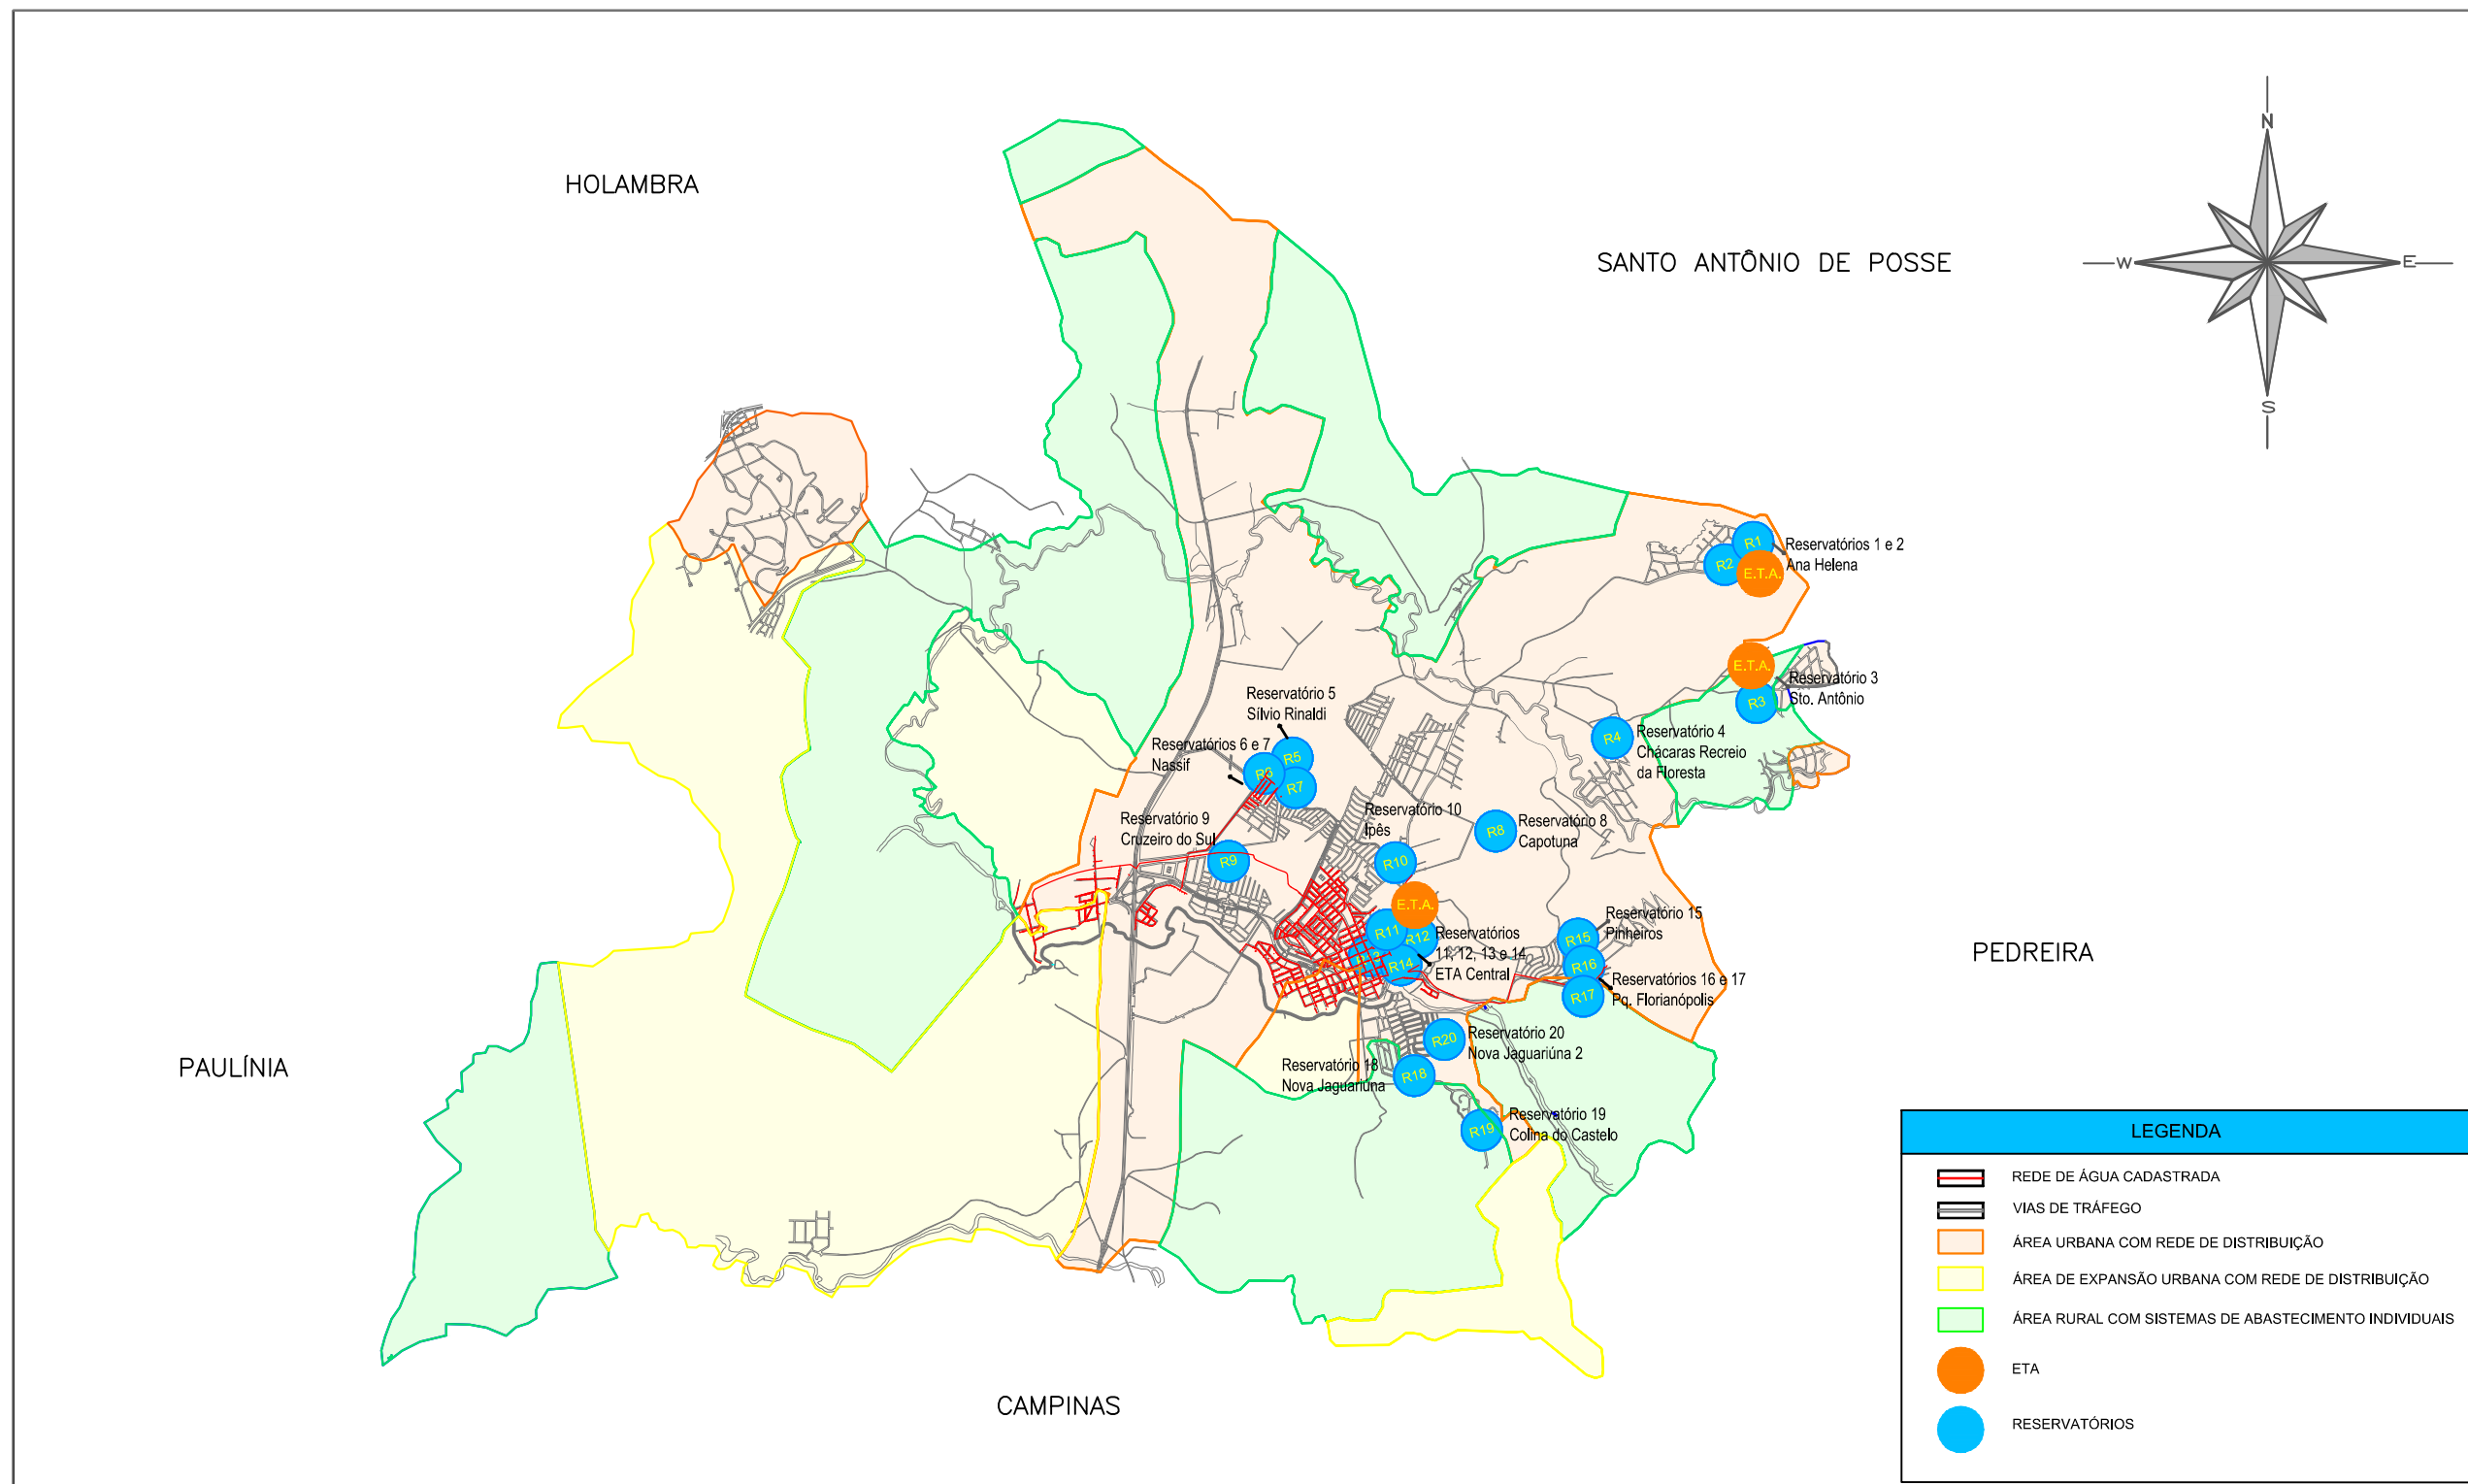 HOLAMBRA
SANTO ANTÔNIO DE POSSE
N
W
E
S
R1
R2
E.T.A.
Reservatórios 1 e 2
Ana Helena
E.T.A.
R3
Reservatório 3
Sto. Antônio
R4
Reservatório 4
Chácaras Recreio
da Floresta
Reservatório 5
Sílvio Rinaldi
Reservatórios 6 e 7
Nassif
R5
R6
R7
Reservatório 9
Cruzeiro do Sul
R9
Reservatório 10
Ipês
R10
R8
Reservatório 8
Capotuna
E.T.A.
R11
R12
R14
Reservatórios
11, 12, 13 e 14
ETA Central
R15
R16
R17
Reservatório 15
Pinheiros
Reservatórios 16 e 17
Pq. Florianópolis
PEDREIRA
R20
Reservatório 20
Nova Jaguariúna 2
Reservatório 18
Nova Jaguariúna
R18
R19
Reservatório 19
Colina do Castelo
PAULÍNIA
CAMPINAS
LEGENDA
REDE DE ÁGUA CADASTRADA
VIAS DE TRÁFEGO
ÁREA URBANA COM REDE DE DISTRIBUIÇÃO
ÁREA DE EXPANSÃO URBANA COM REDE DE DISTRIBUIÇÃO
ÁREA RURAL COM SISTEMAS DE ABASTECIMENTO INDIVIDUAIS
ETA
RESERVATÓRIOS